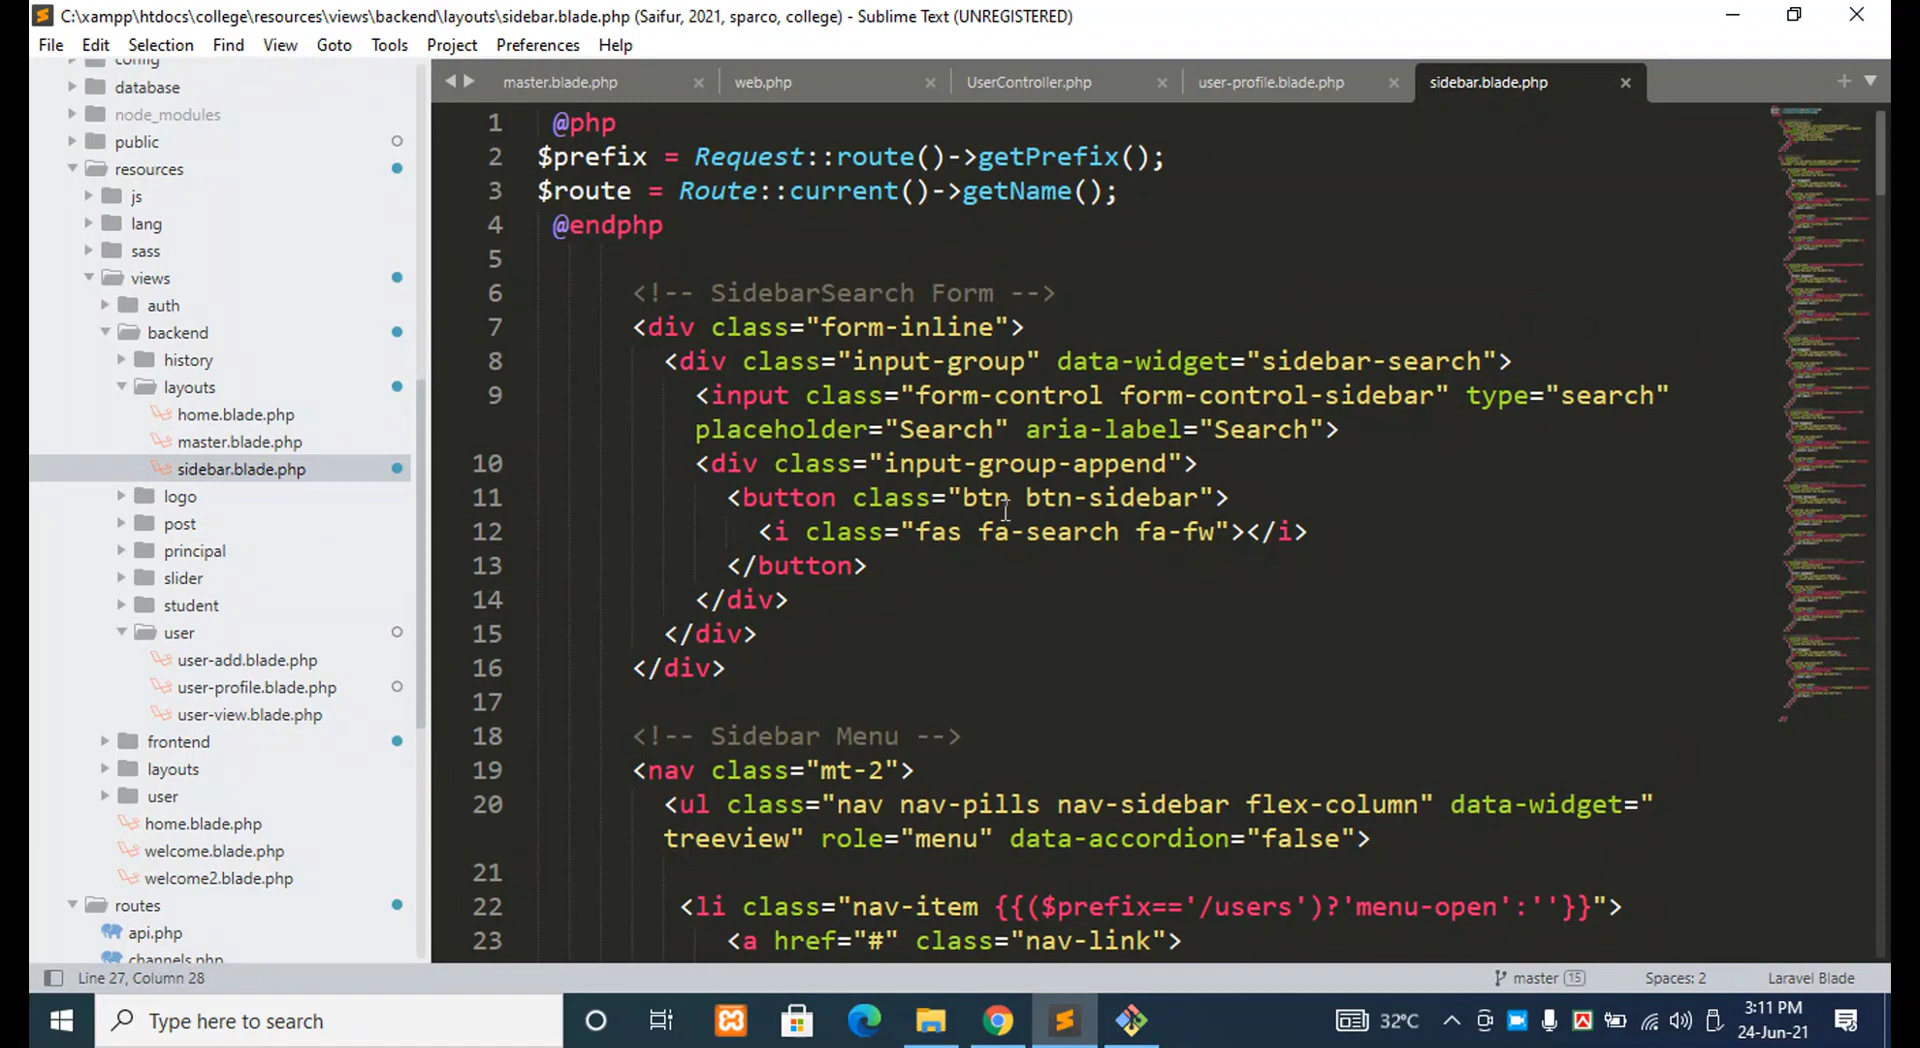 C:\xampp\htdocs\college\resources\views\backend\layouts\sidebar.blade.php (Saifur, 2021, sparco, college) - Sublime Text (UNREGISTERED)
File Edit Selection Find View Goto Tools Project Preferences Help
config
database
node_modules
public
resources
js
lang
sass
views
auth
backend
history
layouts
home.blade.php
master.blade.php
sidebar.blade.php
logo
post
principal
slider
student
user
user-add.blade.php
user-profile.blade.php
user-view.blade.php
frontend
layouts
user
home.blade.php
welcome.blade.php
welcome2.blade.php
routes
api.php
channels.php
master.blade.php × web.php × UserController.php × user-profile.blade.php × sidebar.blade.php ×
1 @php
2 $prefix = Request::route()->getPrefix();
3 $route = Route::current()->getName();
4 @endphp
5
6 <!-- SidebarSearch Form -->
7 <div class="form-inline">
8 <div class="input-group" data-widget="sidebar-search">
9 <input class="form-control form-control-sidebar" type="search"
placeholder="Search" aria-label="Search">
10 <div class="input-group-append">
11 <button class="btn btn-sidebar">
12 <i class="fas fa-search fa-fw"></i>
13 </button>
14 </div>
15 </div>
16 </div>
17
18 <!-- Sidebar Menu -->
19 <nav class="mt-2">
20 <ul class="nav nav-pills nav-sidebar flex-column" data-widget="
treeview" role="menu" data-accordion="false">
21
22 <li class="nav-item {{($prefix=='/users')?'menu-open':''}}">
23 <a href="#" class="nav-link">
Line 27, Column 28 master 15 Spaces: 2 Laravel Blade
Type here to search 32°C 3:11 PM
24-Jun-21